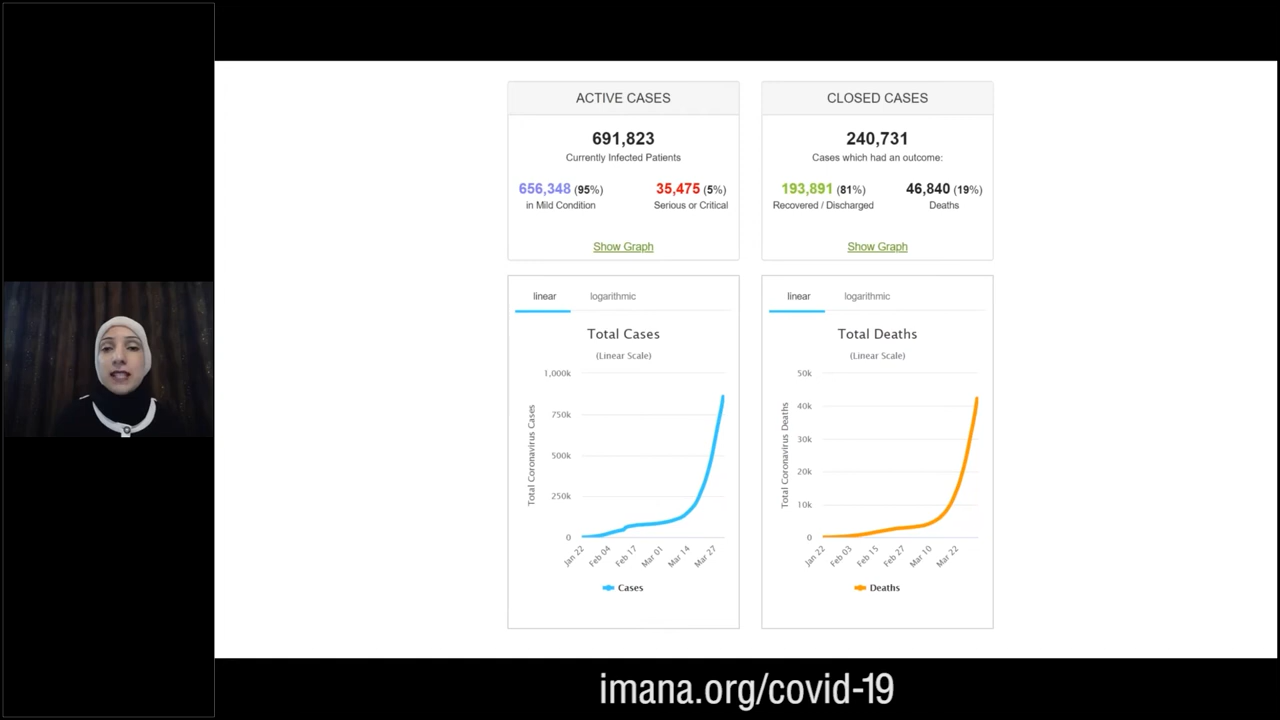 ACTIVE CASES
691,823
Currently Infected Patients
656,348 (95%)
in Mild Condition
35,475 (5%)
Serious or Critical
Show Graph
CLOSED CASES
240,731
Cases which had an outcome:
193,891 (81%)
Recovered / Discharged
46,840 (19%)
Deaths
Show Graph
linear
logarithmic
Total Cases
(Linear Scale)
Total Coronavirus Cases
1,000k
750k
500k
250k
0
Jan 22
Feb 04
Feb 17
Mar 01
Mar 14
Mar 27
Cases
linear
logarithmic
Total Deaths
(Linear Scale)
Total Coronavirus Deaths
50k
40k
30k
20k
10k
0
Jan 22
Feb 03
Feb 15
Feb 27
Mar 10
Mar 22
Deaths
imana.org/covid-19